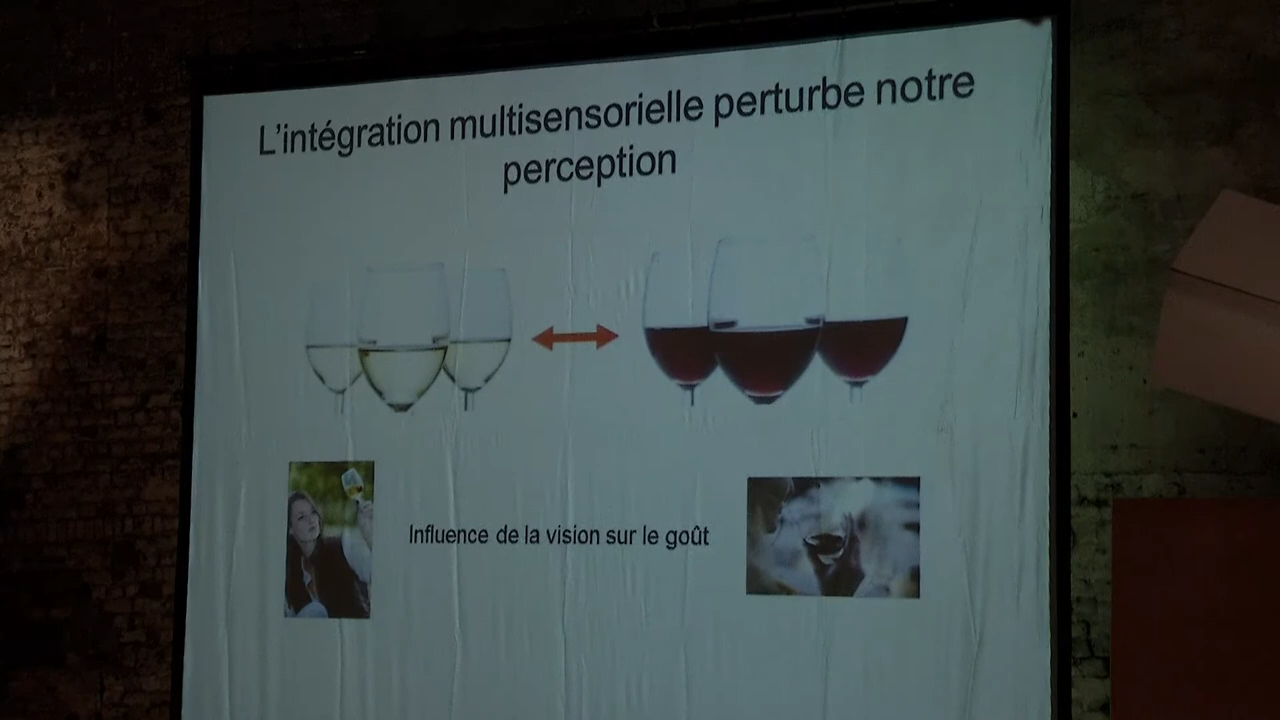 L'intégration multisensorielle perturbe notre
perception
Influence de la vision sur le goût